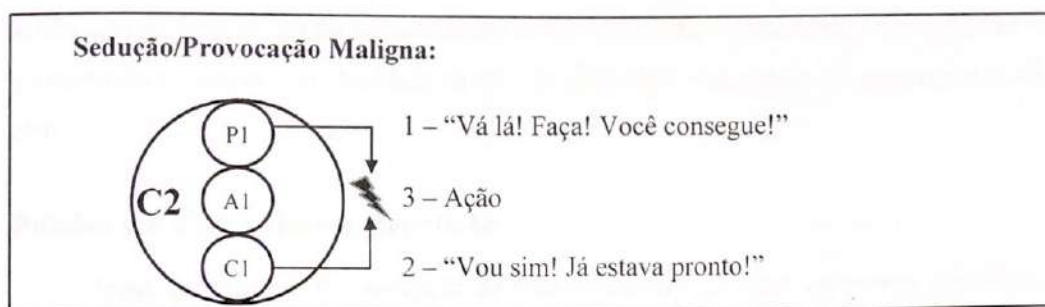 Sedução/Provocação Maligna:
P1
1 – “Vá lá! Faça! Você consegue!”
C2
A1
3 – Ação
C1
2 – “Vou sim! Já estava pronto!”